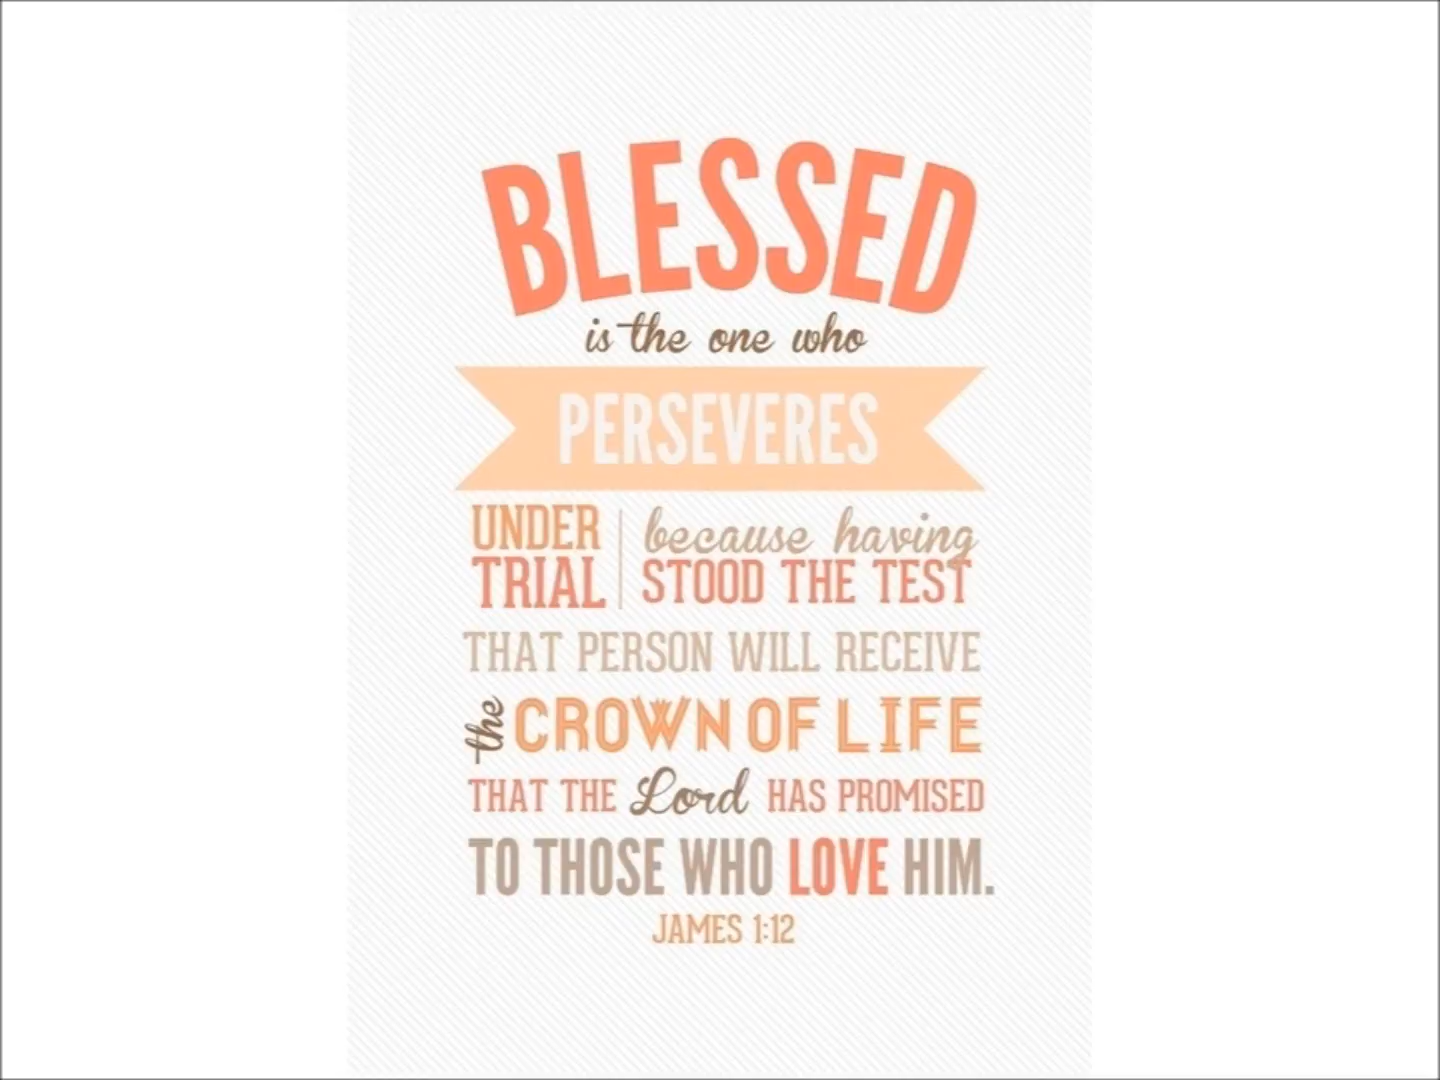 BLESSED
is the one who
PERSEVERES
UNDER
TRIAL
because having
STOOD THE TEST
THAT PERSON WILL RECEIVE
the CROWN OF LIFE
THAT THE Lord HAS PROMISED
TO THOSE WHO LOVE HIM.
JAMES 1:12